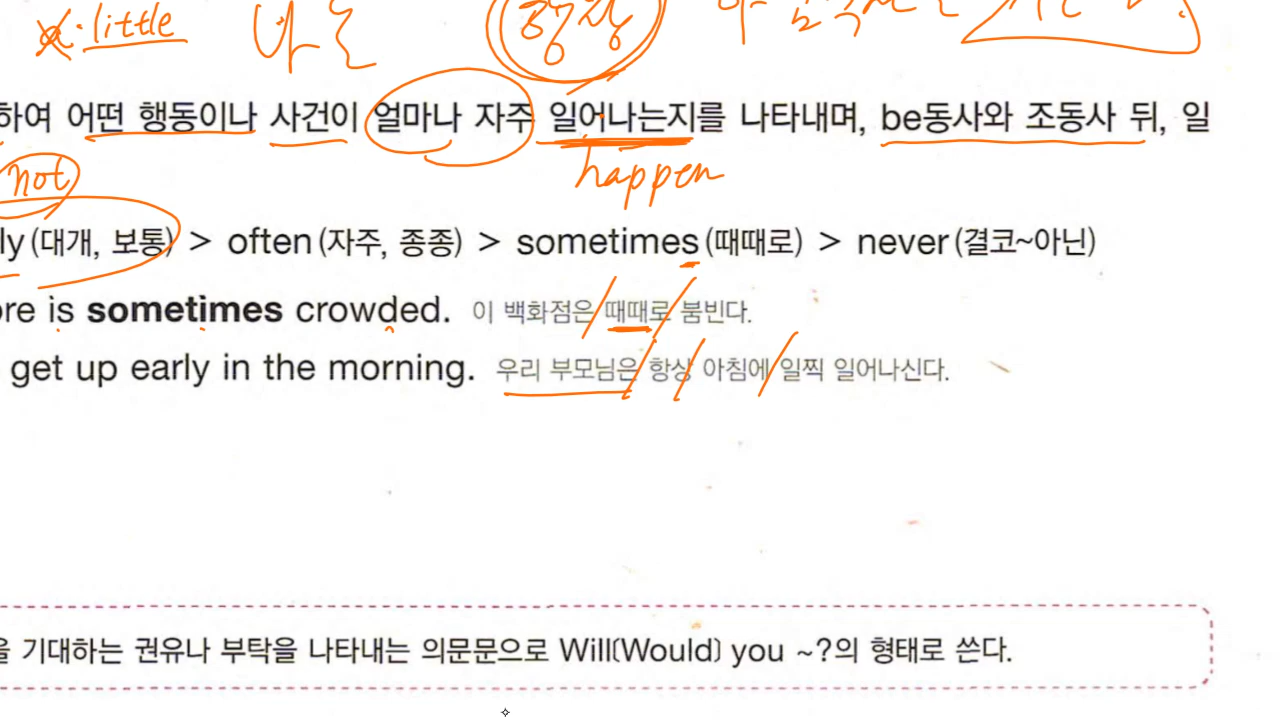 little 나는 항상
하여 어떤 행동이나 사건이 얼마나 자주 일어나는지를 나타내며, be동사와 조동사 뒤, 일
not happen
ly(대개, 보통) > often(자주, 종종) > sometimes(때때로) > never(결코~아닌)
ore is sometimes crowded. 이 백화점은 때때로 붐빈다.
get up early in the morning. 우리 부모님은 항상 아침에 일찍 일어나신다.
을 기대하는 권유나 부탁을 나타내는 의문문으로 Will(Would) you ~?의 형태로 쓴다.